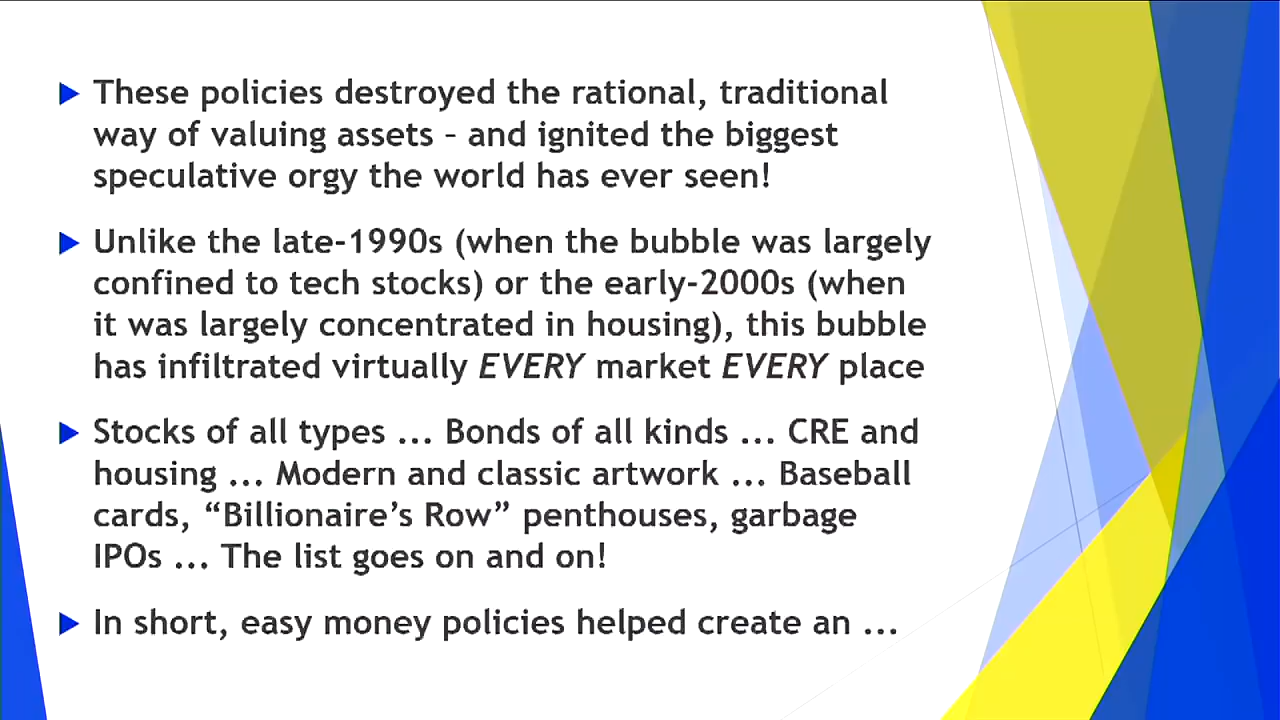 These policies destroyed the rational, traditional
way of valuing assets – and ignited the biggest
speculative orgy the world has ever seen!
Unlike the late-1990s (when the bubble was largely
confined to tech stocks) or the early-2000s (when
it was largely concentrated in housing), this bubble
has infiltrated virtually EVERY market EVERY place
Stocks of all types ... Bonds of all kinds ... CRE and
housing ... Modern and classic artwork ... Baseball
cards, “Billionaire’s Row” penthouses, garbage
IPOs ... The list goes on and on!
In short, easy money policies helped create an ...